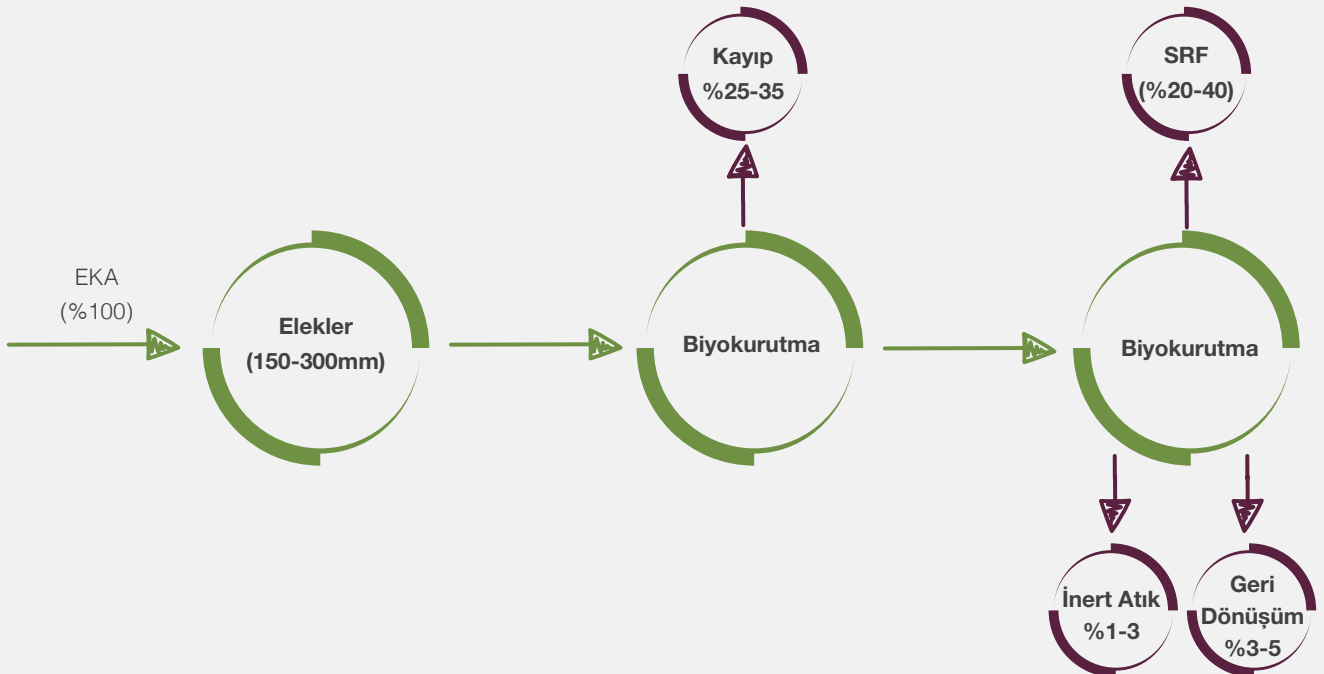 Kayıp
%25-35
SRF
(%20-40)
EKA
(%100)
Elekler
(150-300mm)
Biyokurutma
Biyokurutma
İnert Atık
%1-3
Geri
Dönüşüm
%3-5